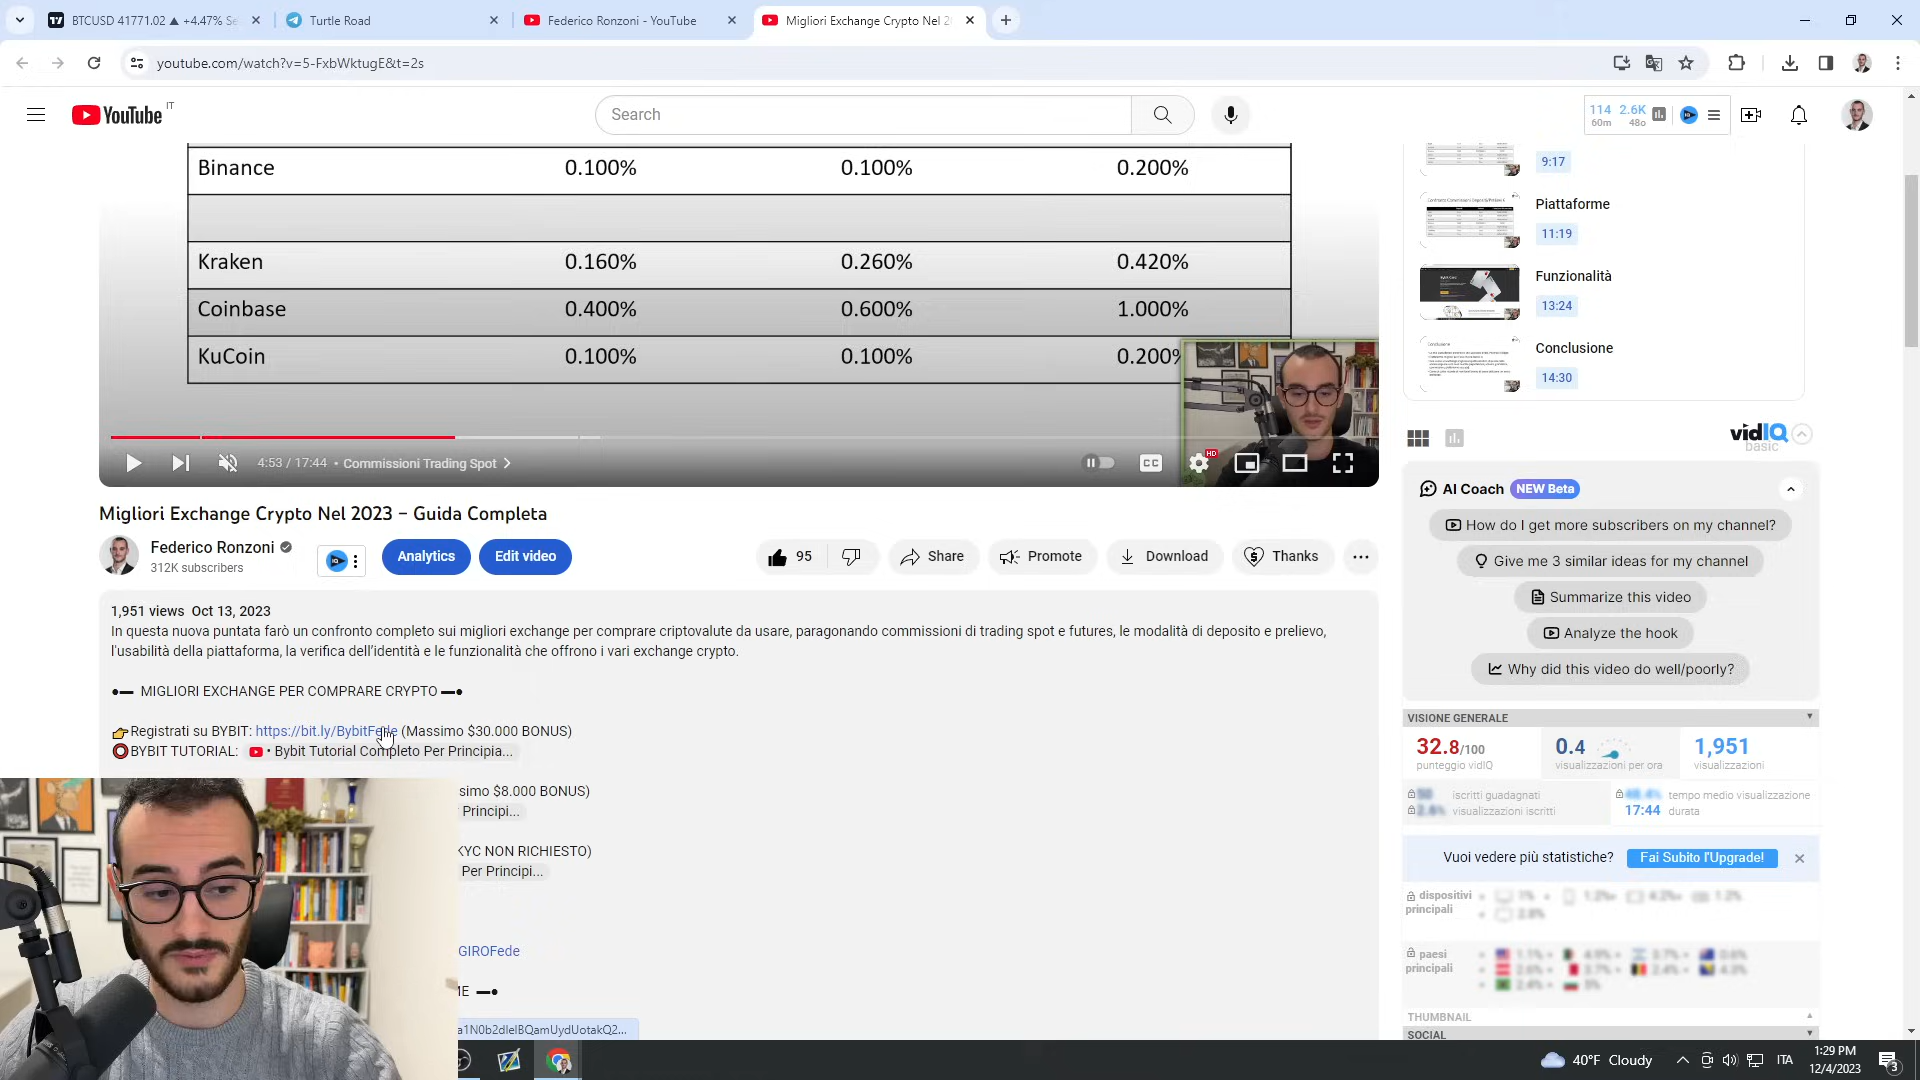 BTCUSD 41771.02 ▲ +4.47%
Turtle Road
Federico Ronzoni - YouTube
Migliori Exchange Crypto Nel 2
youtube.com/watch?v=5-FxbWktugE&t=2s
YouTube IT
Search
114 2.6K
60m 48o
Binance 0.100% 0.100% 0.200%
Kraken 0.160% 0.260% 0.420%
Coinbase 0.400% 0.600% 1.000%
KuCoin 0.100% 0.100% 0.200%
4:53 / 17:44 • Commissioni Trading Spot
CC
HD
Migliori Exchange Crypto Nel 2023 – Guida Completa
Federico Ronzoni
312K subscribers
Analytics
Edit video
95
Share
Promote
Download
Thanks
1,951 views Oct 13, 2023
In questa nuova puntata farò un confronto completo sui migliori exchange per comprare criptovalute da usare, paragonando commissioni di trading spot e futures, le modalità di deposito e prelievo,
l'usabilità della piattaforma, la verifica dell'identità e le funzionalità che offrono i vari exchange crypto.
●▬ MIGLIORI EXCHANGE PER COMPRARE CRYPTO ▬●
👉Registrati su BYBIT: https://bit.ly/BybitFede (Massimo $30.000 BONUS)
⭕BYBIT TUTORIAL: • Bybit Tutorial Completo Per Principia...
simo $8.000 BONUS)
Principi...
KYC NON RICHIESTO)
Per Principi...
GIROFede
ME ▬●
a1N0b2dlelBQamUydUotakQ2...
9:17
Piattaforme
11:19
Funzionalità
13:24
Conclusione
14:30
vidIQ
basic
AI Coach NEW Beta
How do I get more subscribers on my channel?
Give me 3 similar ideas for my channel
Summarize this video
Analyze the hook
Why did this video do well/poorly?
VISIONE GENERALE
32.8/100 0.4 1,951
punteggio vidIQ visualizzazioni per ora visualizzazioni
iscritti guadagnati tempo medio visualizzazione
visualizzazioni iscritti 17:44 durata
Vuoi vedere più statistiche? Fai Subito l'Upgrade!
dispositivi
principali
paesi
principali
THUMBNAIL
SOCIAL
40°F Cloudy
ITA
1:29 PM
12/4/2023
3